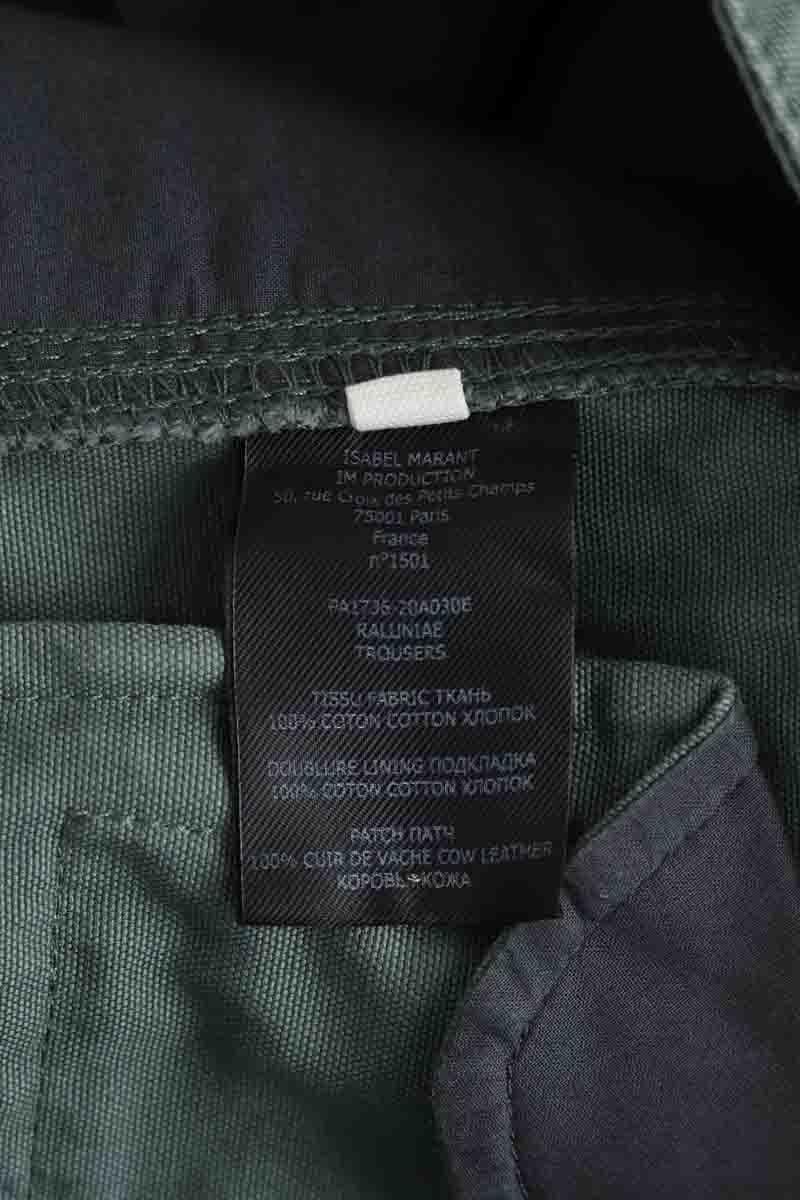 ISABEL MARANT
IM PRODUCTION
50, rue Croix des Petits Champs
75001 Paris
France
n°1501
PA1736-20A030E
RALUNIAE
TROUSERS
TISSU FABRIC ТКАНЬ
100% COTON COTTON ХЛОПОК
DOUBLURE LINING ПОДКЛАДКА
100% COTON COTTON ХЛОПОК
PATCH ПАТЧ
100% CUIR DE VACHE COW LEATHER
КОРОВЬ КОЖА